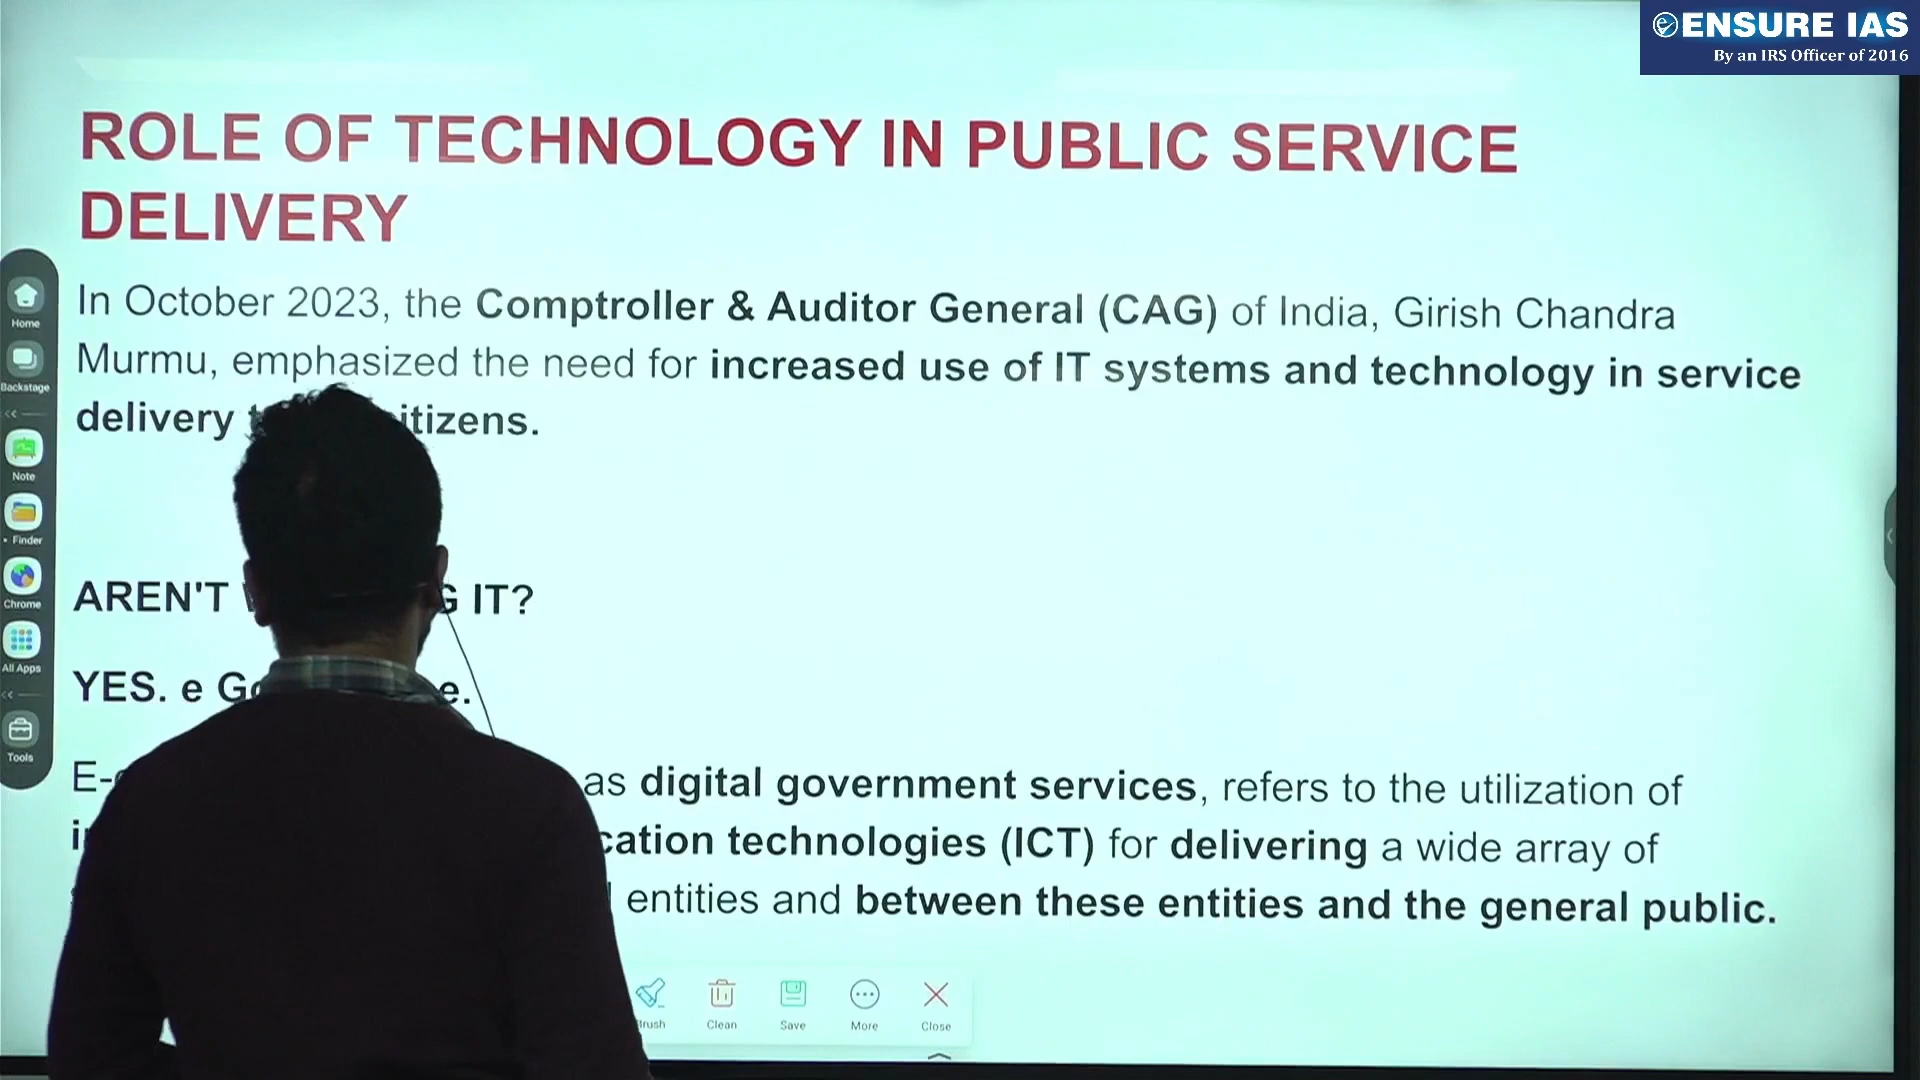 ENSURE IAS
By an IRS Officer of 2016
ROLE OF TECHNOLOGY IN PUBLIC SERVICE
DELIVERY
In October 2023, the Comptroller & Auditor General (CAG) of India, Girish Chandra
Murmu, emphasized the need for increased use of IT systems and technology in service
delivery
AREN'T IT?
YES. e
as digital government services, refers to the utilization of
technologies (ICT) for delivering a wide array of
entities and between these entities and the general public.
Home
Backstage
Note
Finder
Chrome
All Apps
Tools
Clean Save More Close